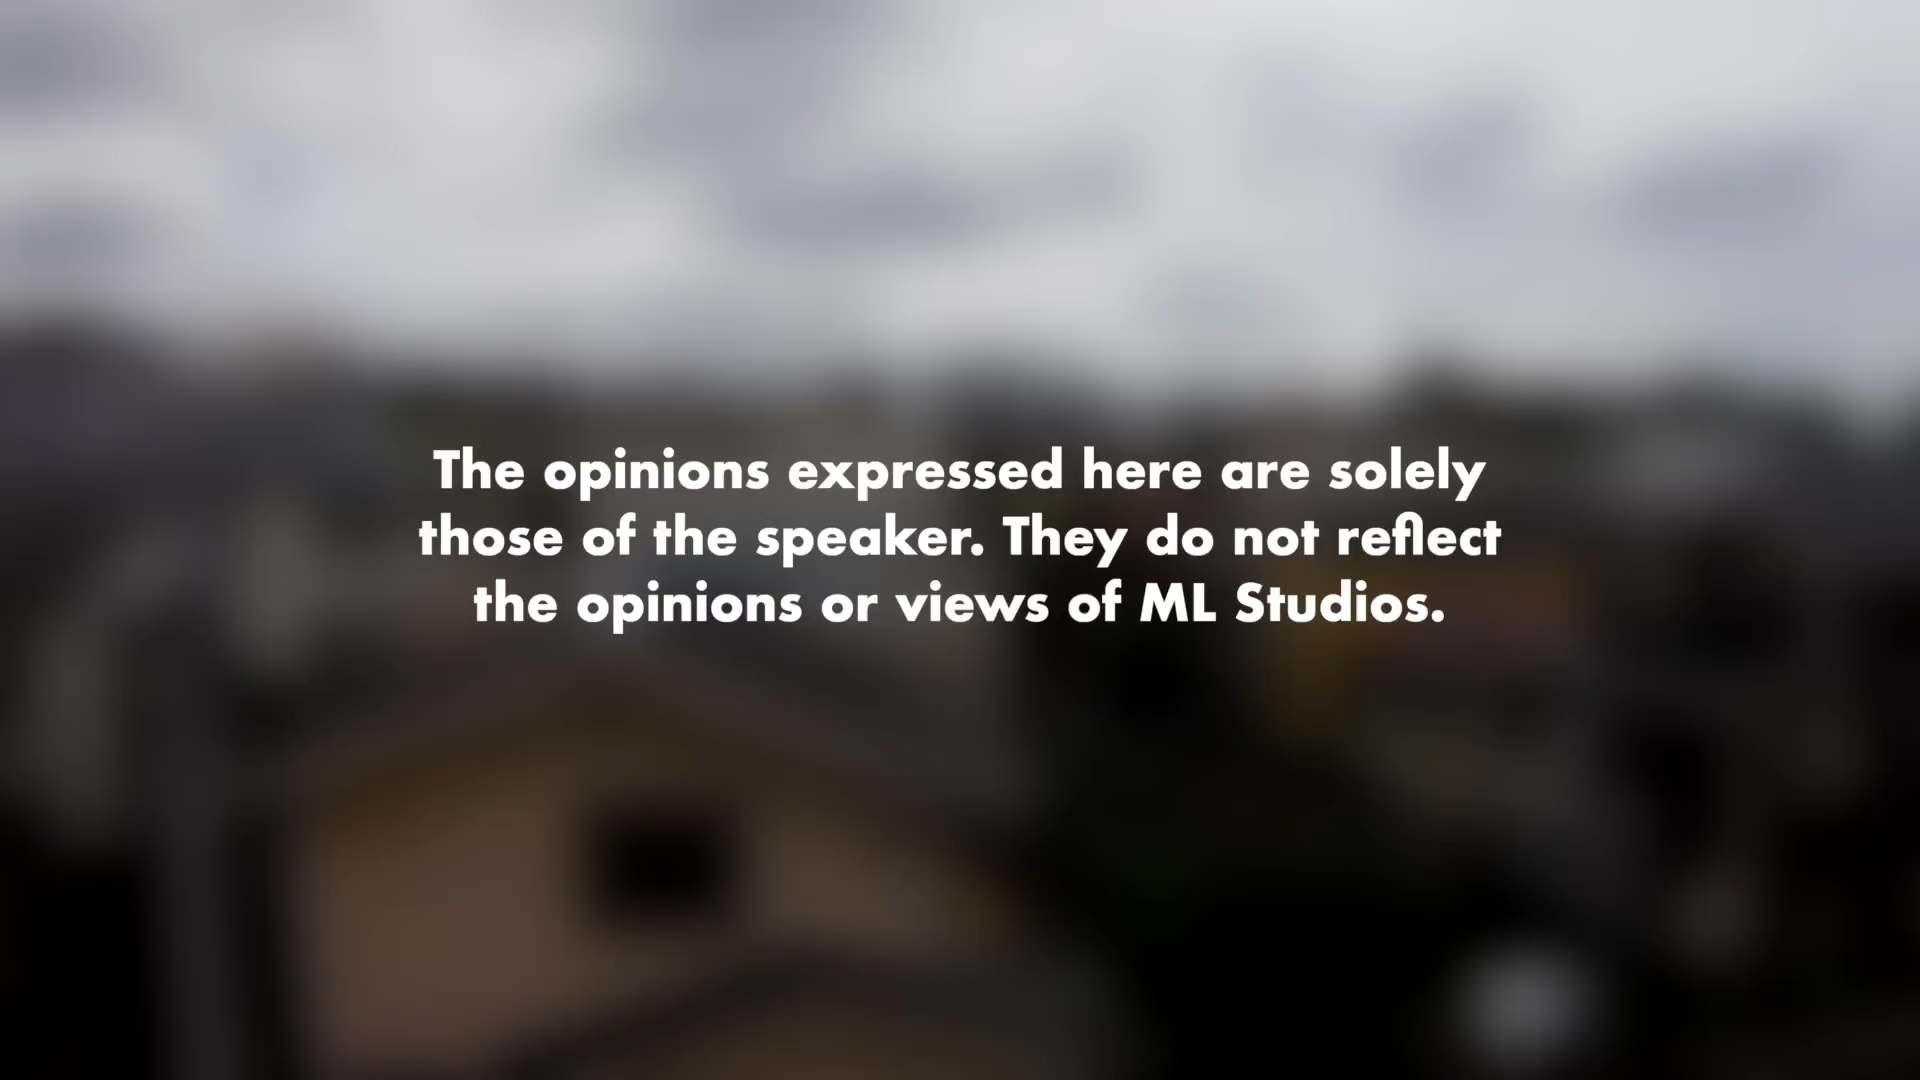 The opinions expressed here are solely
those of the speaker. They do not reflect
the opinions or views of ML Studios.